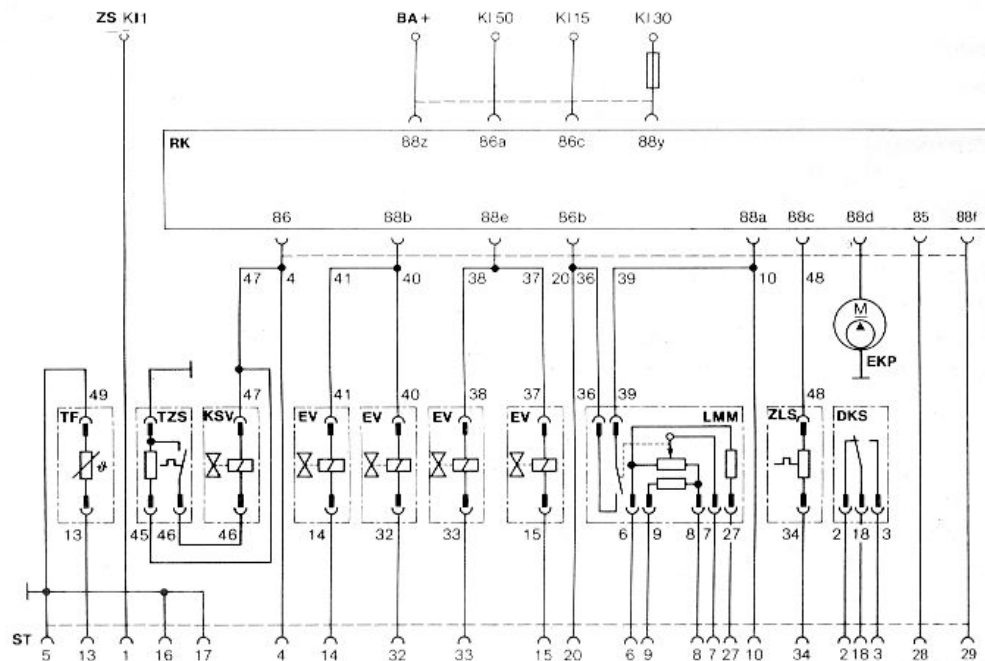 ZS Kl1 BA+ Kl50 Kl15 Kl30
RK 88z 86a 86c 88y
86 88b 88e 86b 88a 88c 88d 85 88f
47 4 41 40 38 37 20 36 39 10 48
M
EKP
49 47 41 40 38 37 36 39 48
TF TZS KSV EV EV EV EV LMM ZLS DKS
ϑ
13 45 46 46 14 32 33 15 6 9 8 7 27 34 2 18 3
ST 5 13 1 16 17 4 14 32 33 15 20 6 9 8 7 27 10 34 2 18 3 28 29